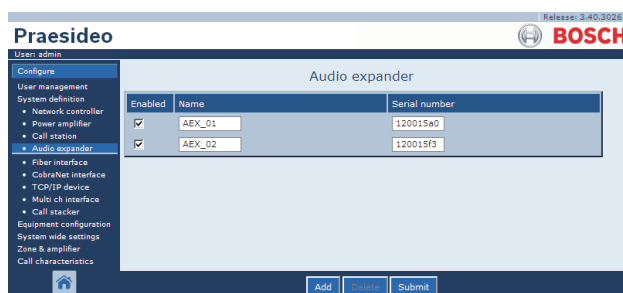 Release: 3.40.3026
Praesideo
BOSCH
User: admin
Configure
User management
System definition
• Network controller
• Power amplifier
• Call station
• Audio expander
• Fiber interface
• CobraNet interface
• TCP/IP device
• Multi ch interface
• Call stacker
Equipment configuration
System wide settings
Zone & amplifier
Call characteristics
Audio expander
Enabled Name Serial number
AEX_01 120015a0
AEX_02 120015f3
Add Delete Submit